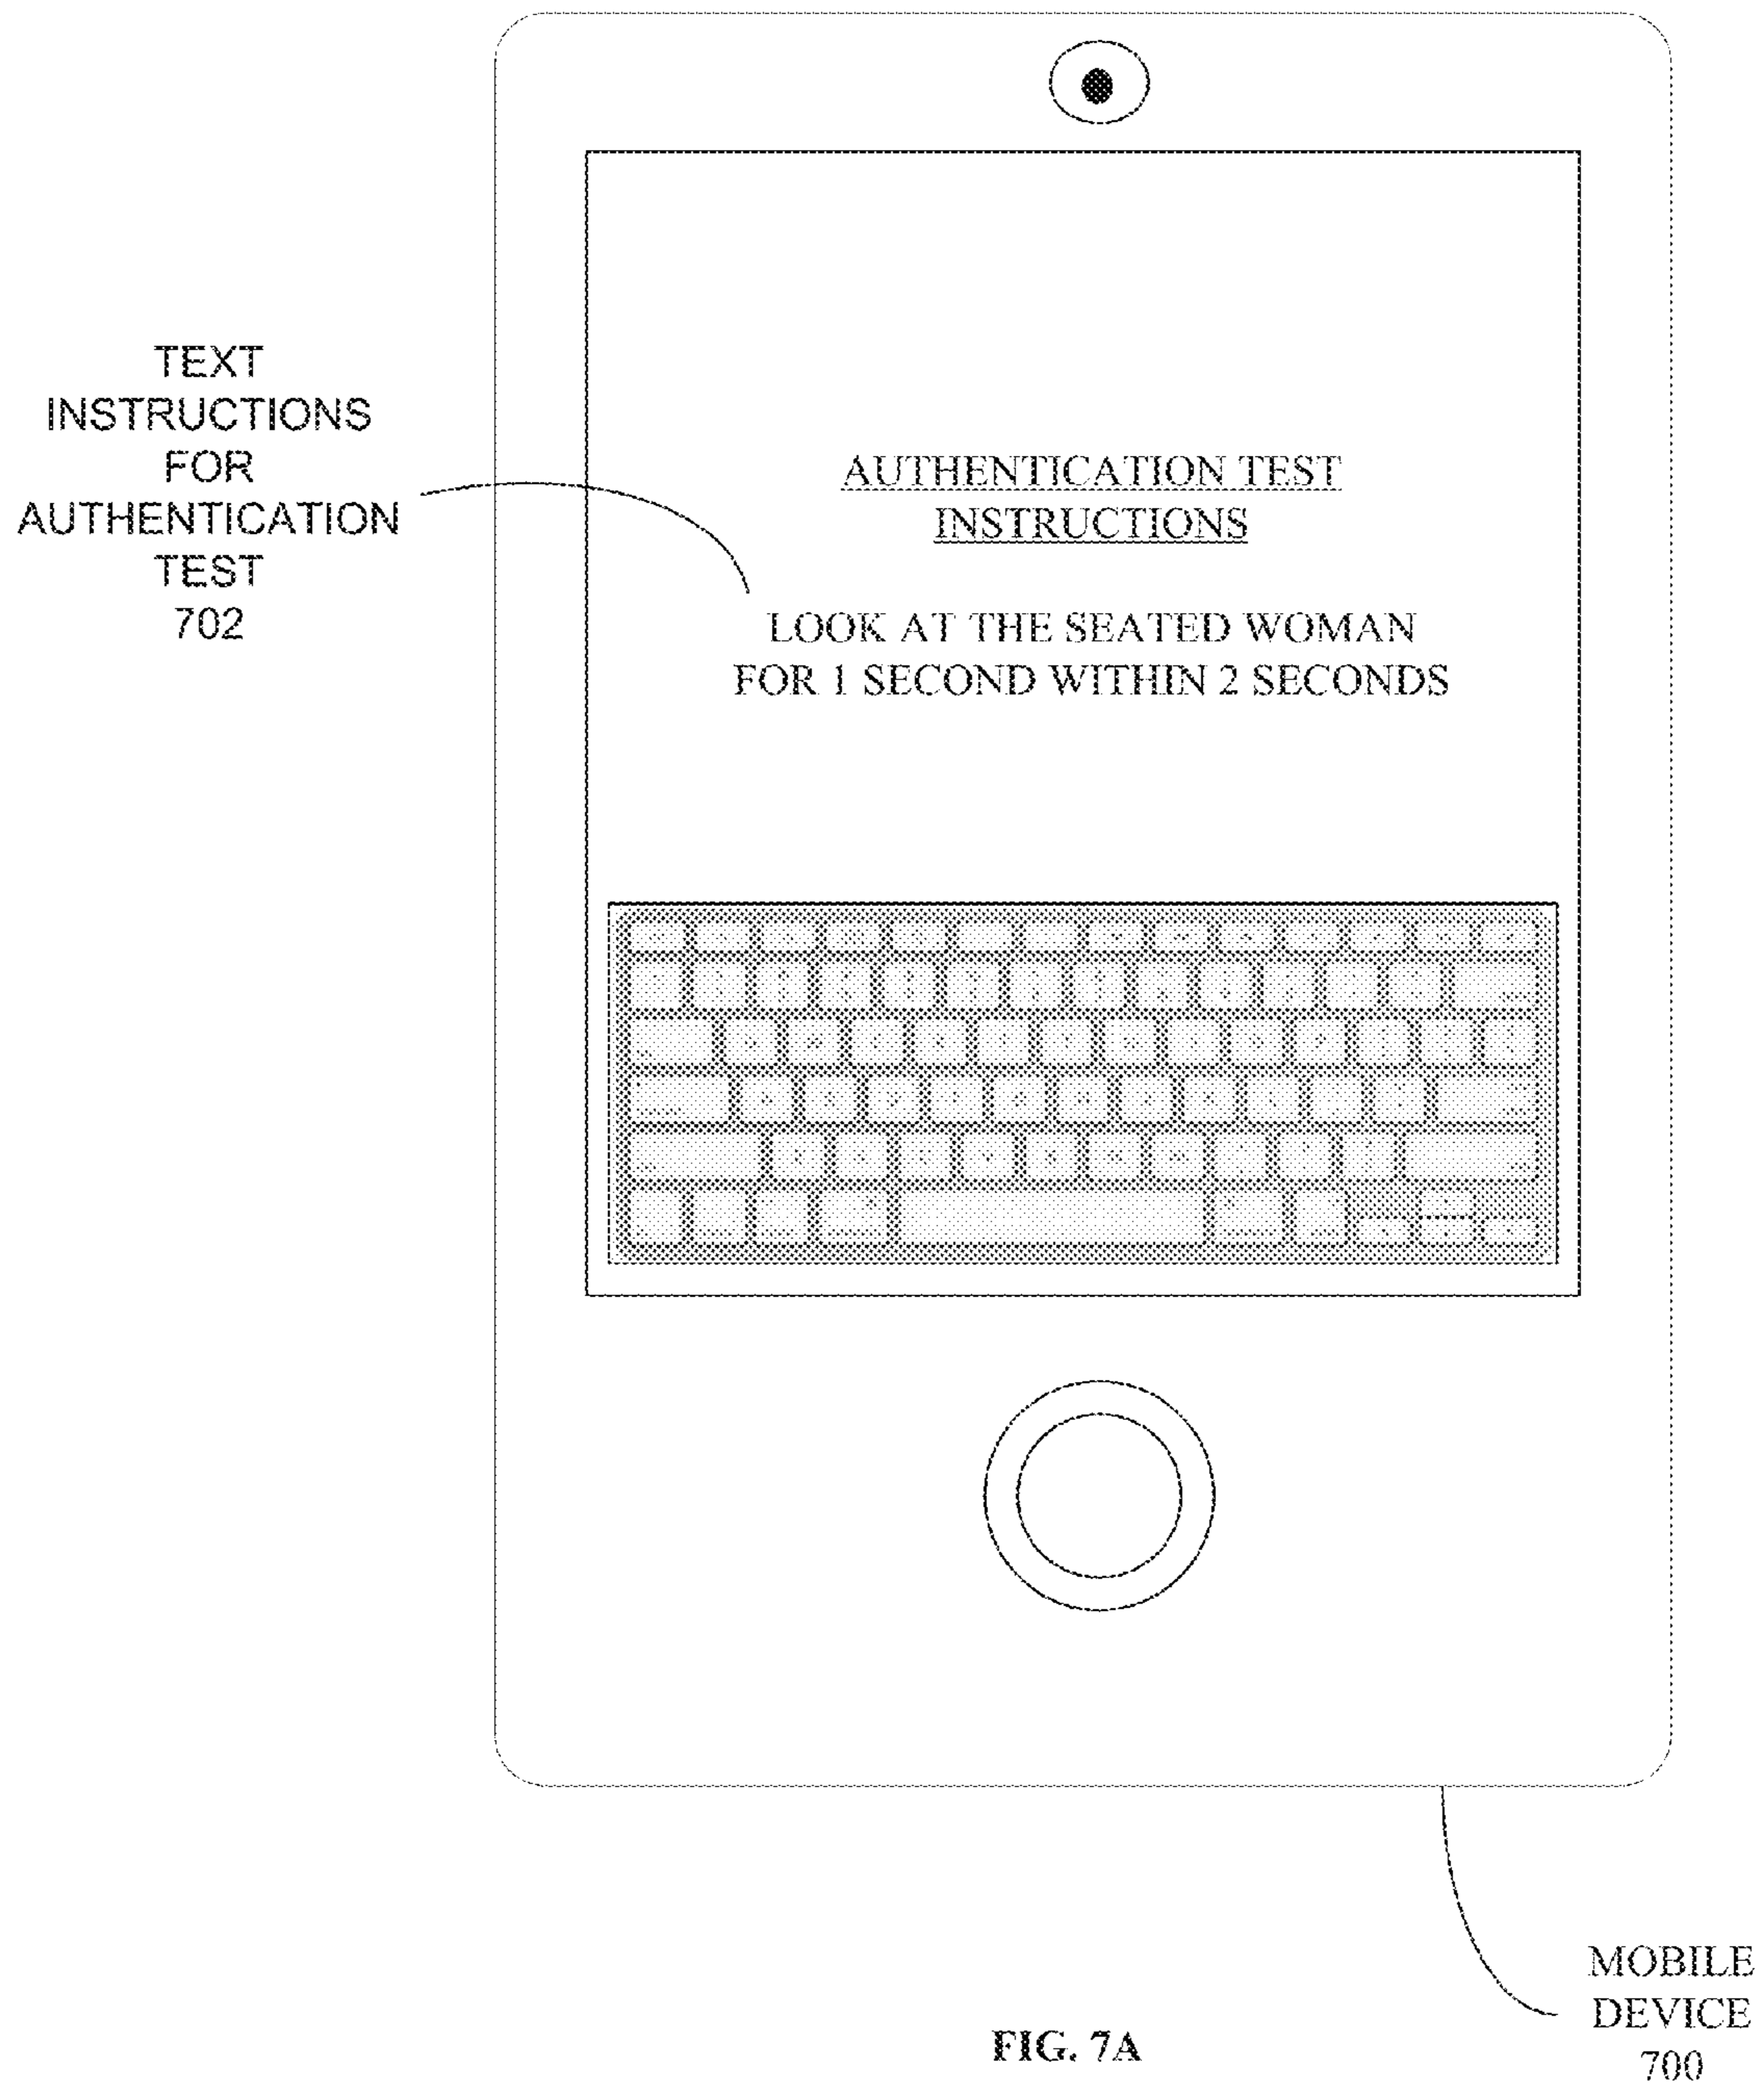 TEXT
INSTRUCTIONS
FOR
AUTHENTICATION
TEST
702
AUTHENTICATION TEST
INSTRUCTIONS
LOOK AT THE SEATED WOMAN
FOR 1 SECOND WITHIN 2 SECONDS
MOBILE
DEVICE
700
FIG. 7A